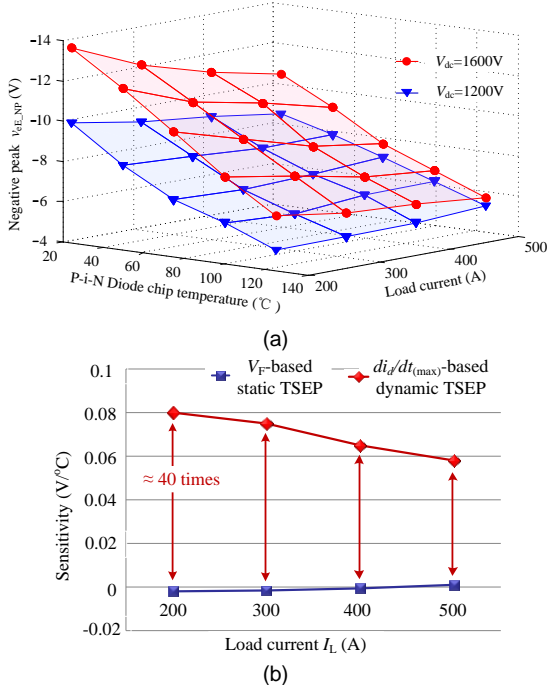 (a)
Negative peak v_eE_NP (V)
-14
-12
-10
-8
-6
-4
20
40
60
80
100
120
140
P-i-N Diode chip temperature (℃)
200
300
400
500
Load current (A)
V_dc=1600V
V_dc=1200V
(b)
V_F-based
static TSEP
di_d/dt_(max)-based
dynamic TSEP
Sensitivity (V/°C)
0.1
0.08
0.06
0.04
0.02
0
-0.02
≈ 40 times
200
300
400
500
Load current I_L (A)